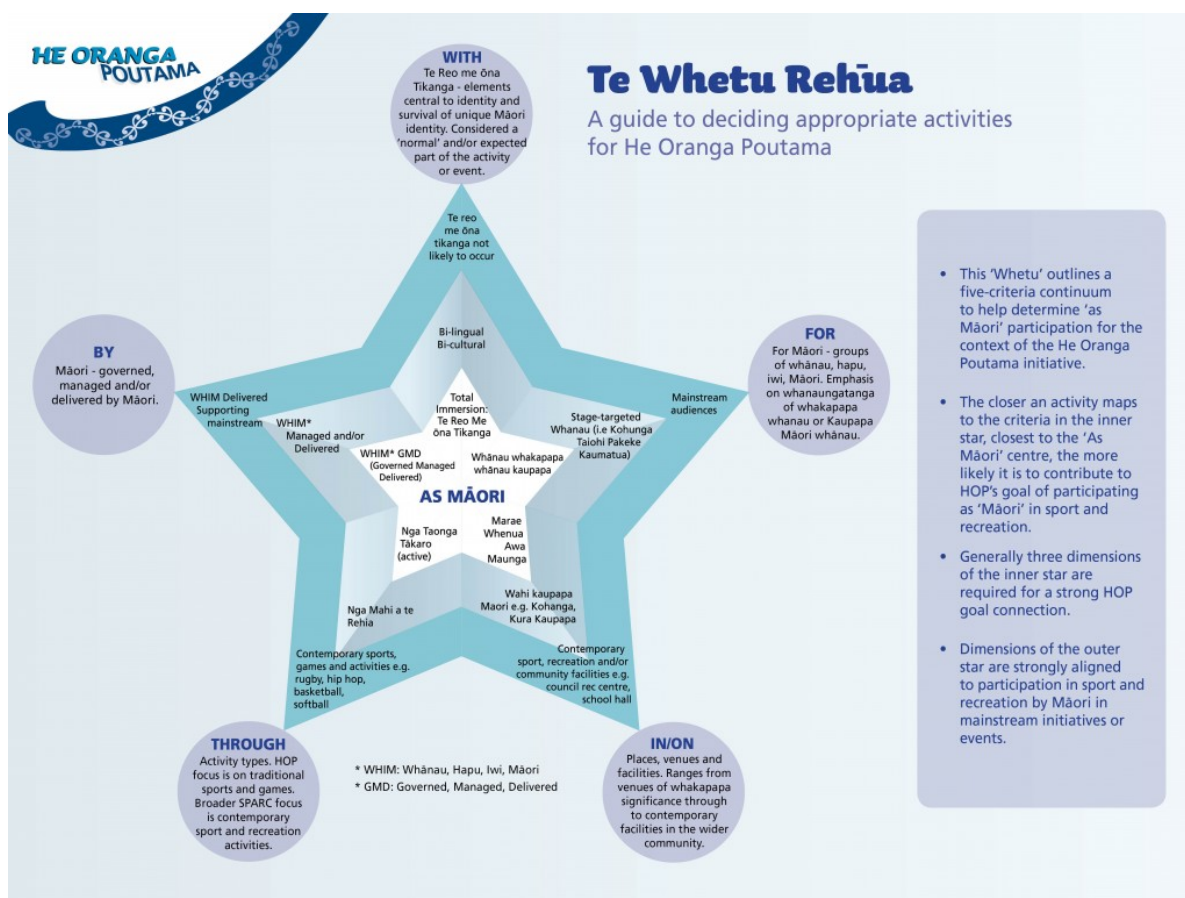 HE ORANGA
POUTAMA
Te Whetu Rehūa
A guide to deciding appropriate activities
for He Oranga Poutama
WITH
Te Reo me ōna
Tikanga - elements
central to identity and
survival of unique Māori
identity. Considered a
‘normal’ and/or expected
part of the activity
or event.
Te reo
me ōna
tikanga not
likely to occur
Bi-lingual
Bi-cultural
Total
Immersion:
Te Reo Me
ōna Tikanga
BY
Māori - governed,
managed and/or
delivered by Māori.
WHIM Delivered
Supporting
mainstream
WHIM*
Managed and/or
Delivered
WHIM* GMD
(Governed Managed
Delivered)
FOR
For Māori - groups
of whānau, hapu,
iwi, Māori. Emphasis
on whanaungatanga
of whakapapa
whanau or Kaupapa
Māori whānau.
Mainstream
audiences
Stage-targeted
Whanau (i.e Kohunga
Taiohi Pakeke
Kaumatua)
Whānau whakapapa
whānau kaupapa
AS MĀORI
Nga Taonga
Tākaro
(active)
Marae
Whenua
Awa
Maunga
Nga Mahi a te
Rehia
Wahi kaupapa
Maori e.g. Kohanga,
Kura Kaupapa
Contemporary sports,
games and activities e.g.
rugby, hip hop,
basketball,
softball
Contemporary
sport, recreation and/or
community facilities e.g.
council rec centre,
school hall
THROUGH
Activity types. HOP
focus is on traditional
sports and games.
Broader SPARC focus
is contemporary
sport and recreation
activities.
* WHIM: Whānau, Hapu, Iwi, Māori
* GMD: Governed, Managed, Delivered
IN/ON
Places, venues and
facilities. Ranges from
venues of whakapapa
significance through
to contemporary
facilities in the wider
community.
• This ‘Whetu’ outlines a
five-criteria continuum
to help determine ‘as
Māori’ participation for the
context of the He Oranga
Poutama initiative.
• The closer an activity maps
to the criteria in the inner
star, closest to the ‘As
Māori’ centre, the more
likely it is to contribute to
HOP’s goal of participating
as ‘Māori’ in sport and
recreation.
• Generally three dimensions
of the inner star are
required for a strong HOP
goal connection.
• Dimensions of the outer
star are strongly aligned
to participation in sport and
recreation by Māori in
mainstream initiatives or
events.